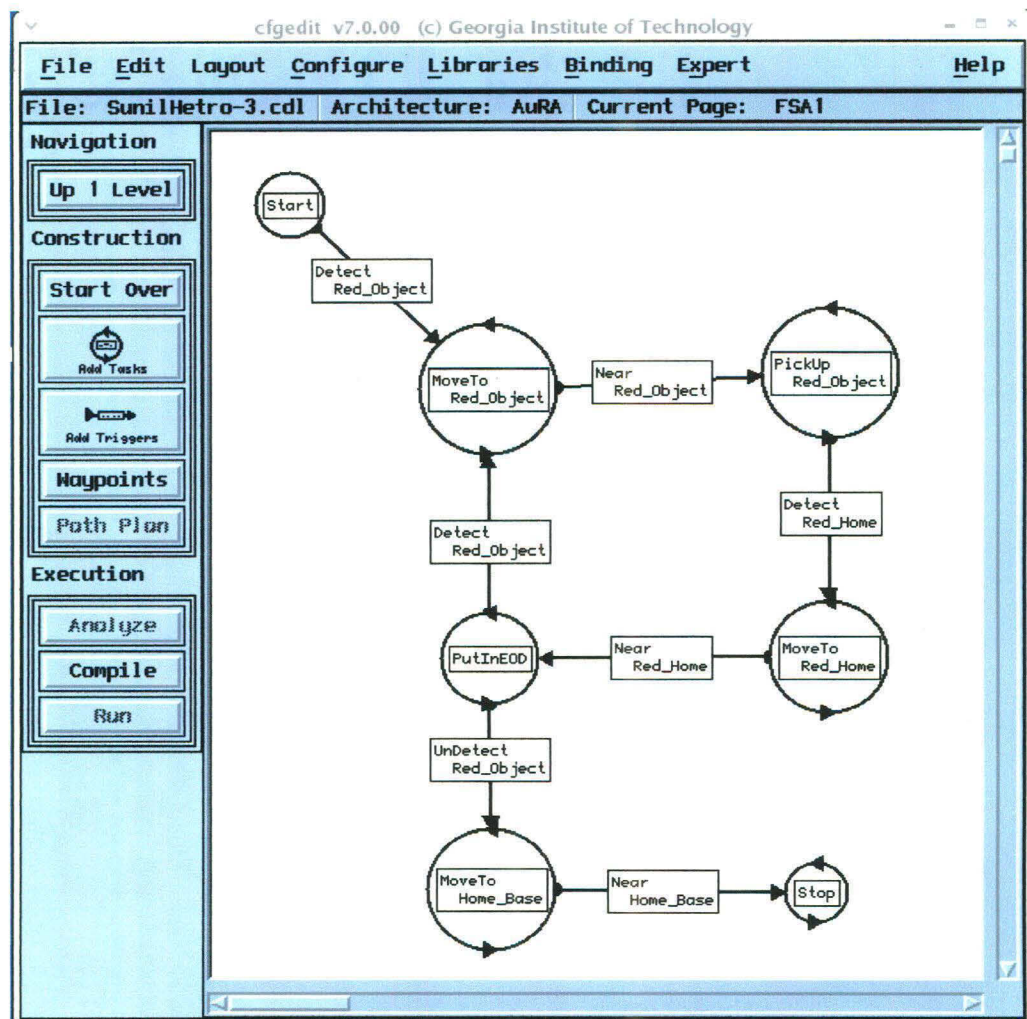 cfgedit v7.0.00 (c) Georgia Institute of Technology
File Edit Layout Configure Libraries Binding Expert Help
File: SunilHetro-3.cdl Architecture: AuRA Current Page: FSA1
Navigation
Up 1 Level
Construction
Start Over
Add Tasks
Add Triggers
Waypoints
Path Plan
Execution
Analyze
Compile
Run
Start
Detect
Red_Object
MoveTo
Red_Object
Near
Red_Object
PickUp
Red_Object
Detect
Red_Object
Detect
Red_Home
PutInEOD
Near
Red_Home
MoveTo
Red_Home
UnDetect
Red_Object
MoveTo
Home_Base
Near
Home_Base
Stop